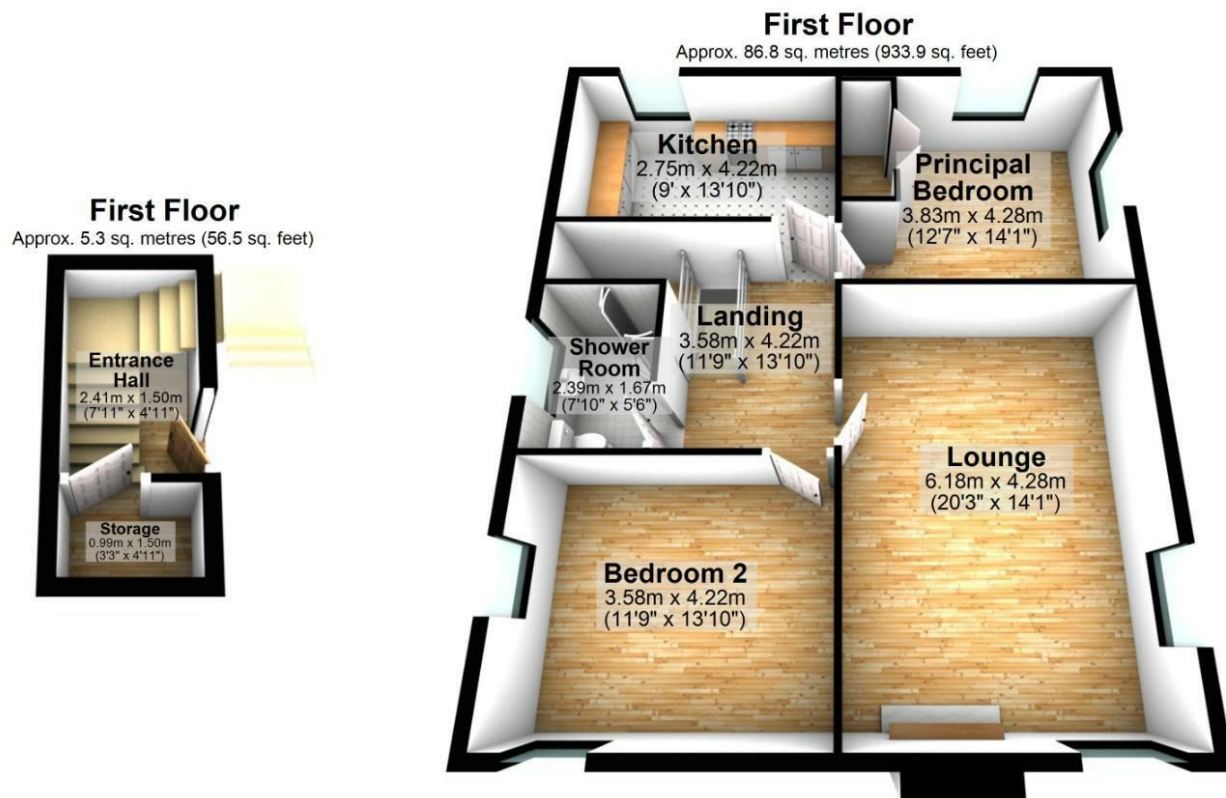 First Floor
Approx. 5.3 sq. metres (56.5 sq. feet)
Entrance
Hall
2.41m x 1.50m
(7'11" x 4'11")
Storage
0.99m x 1.50m
(3'3" x 4'11")
First Floor
Approx. 86.8 sq. metres (933.9 sq. feet)
Kitchen
2.75m x 4.22m
(9' x 13'10")
Principal
Bedroom
3.83m x 4.28m
(12'7" x 14'1")
Landing
3.58m x 4.22m
(11'9" x 13'10")
Shower
Room
2.39m x 1.67m
(7'10" x 5'6")
Lounge
6.18m x 4.28m
(20'3" x 14'1")
Bedroom 2
3.58m x 4.22m
(11'9" x 13'10")